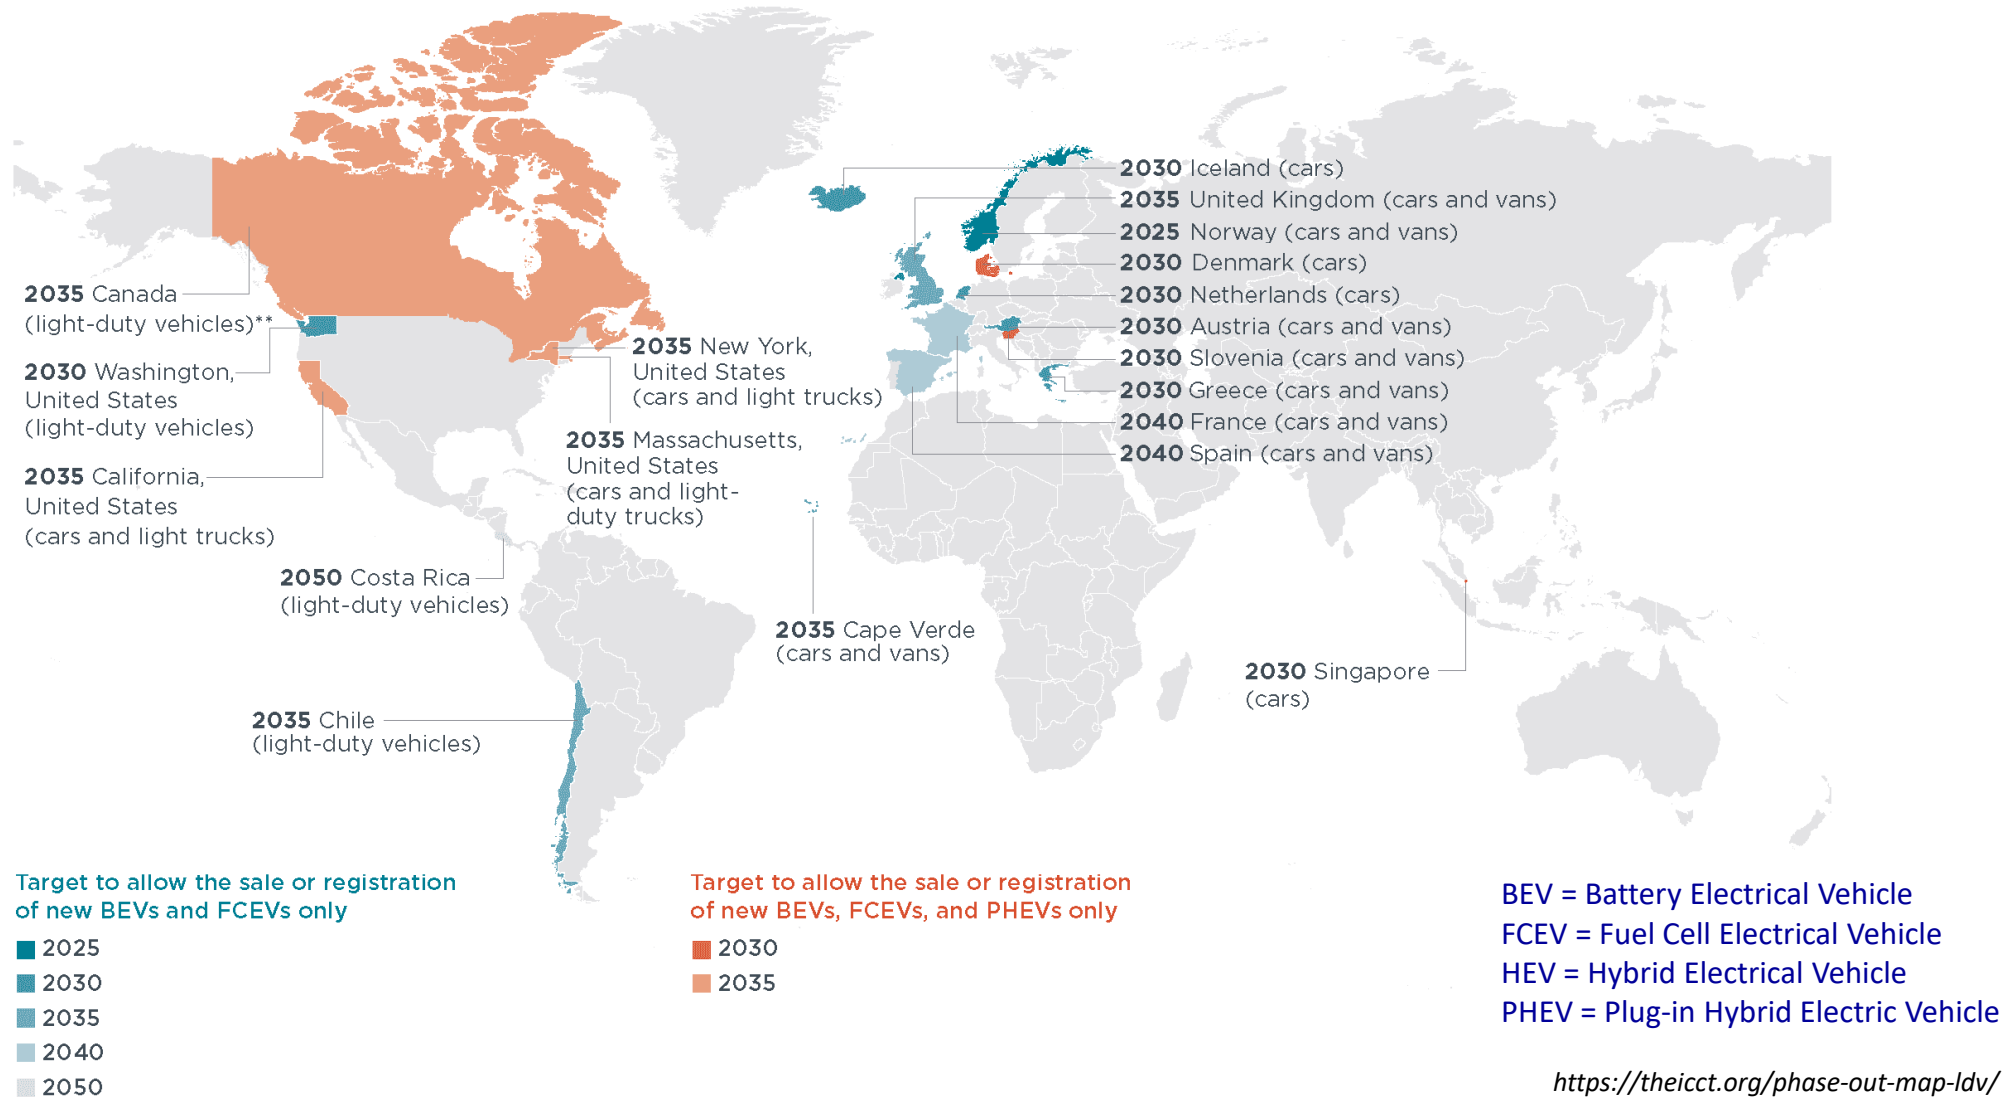 2030 Iceland (cars)
2035 United Kingdom (cars and vans)
2025 Norway (cars and vans)
2030 Denmark (cars)
2030 Netherlands (cars)
2030 Austria (cars and vans)
2030 Slovenia (cars and vans)
2030 Greece (cars and vans)
2040 France (cars and vans)
2040 Spain (cars and vans)
2035 Canada
(light-duty vehicles)**
2030 Washington,
United States
(light-duty vehicles)
2035 California,
United States
(cars and light trucks)
2035 New York,
United States
(cars and light trucks)
2035 Massachusetts,
United States
(cars and light-
duty trucks)
2050 Costa Rica
(light-duty vehicles)
2035 Cape Verde
(cars and vans)
2030 Singapore
(cars)
2035 Chile
(light-duty vehicles)
Target to allow the sale or registration
of new BEVs and FCEVs only
2025
2030
2035
2040
2050
Target to allow the sale or registration
of new BEVs, FCEVs, and PHEVs only
2030
2035
BEV = Battery Electrical Vehicle
FCEV = Fuel Cell Electrical Vehicle
HEV = Hybrid Electrical Vehicle
PHEV = Plug-in Hybrid Electric Vehicle
https://theicct.org/phase-out-map-ldv/